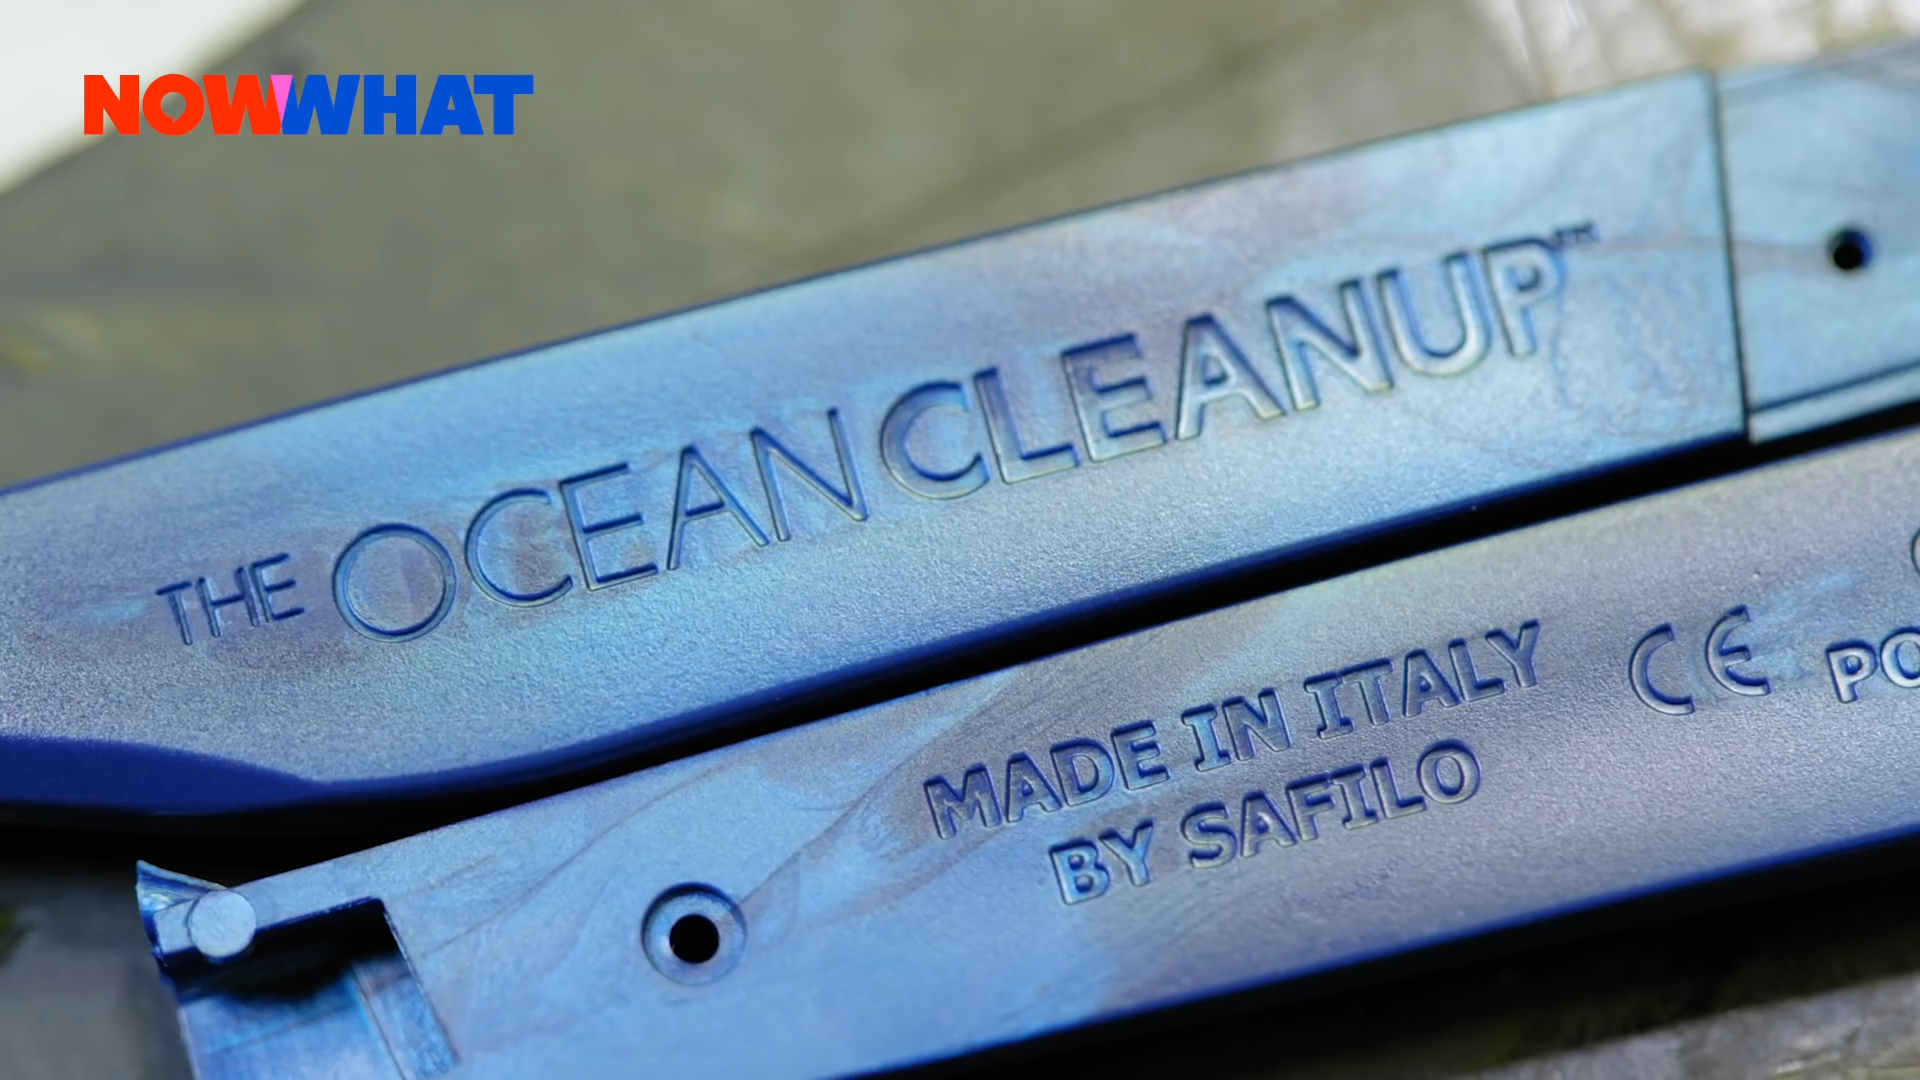 NOWWHAT
THE OCEAN CLEANUP™
MADE IN ITALY
BY SAFILO
CE